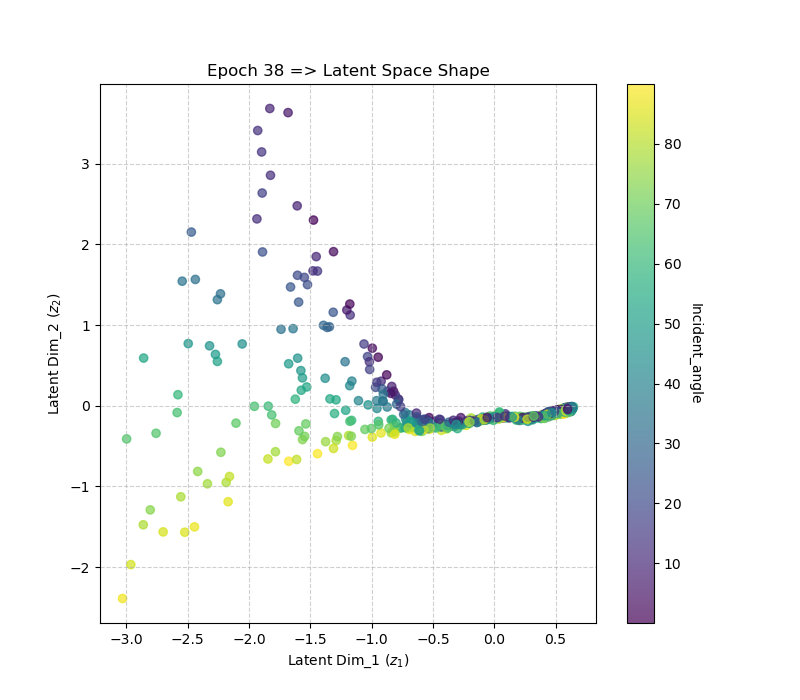 Epoch 38 => Latent Space Shape
3
2
1
0
−1
−2
Latent Dim_2 (z₂)
−3.0 −2.5 −2.0 −1.5 −1.0 −0.5 0.0 0.5
Latent Dim_1 (z₁)
80
70
60
50
40
30
20
10
Incident_angle